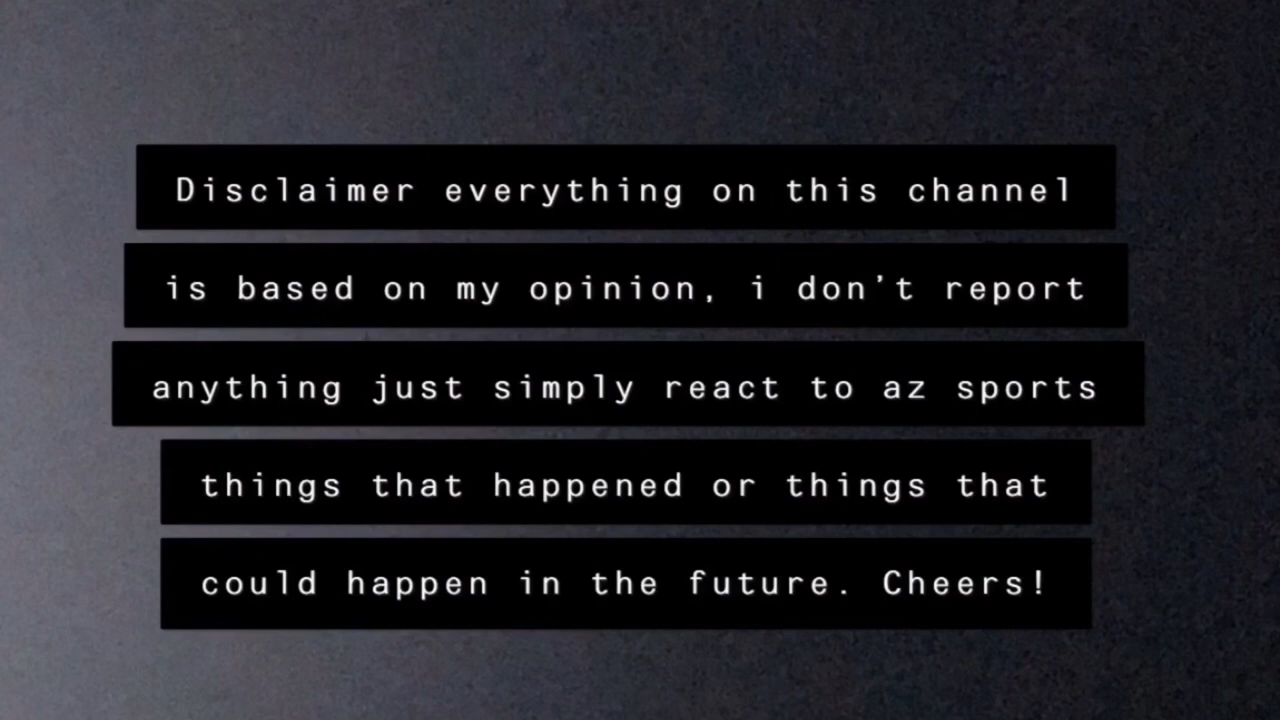 Disclaimer everything on this channel
is based on my opinion, i don't report
anything just simply react to az sports
things that happened or things that
could happen in the future. Cheers!